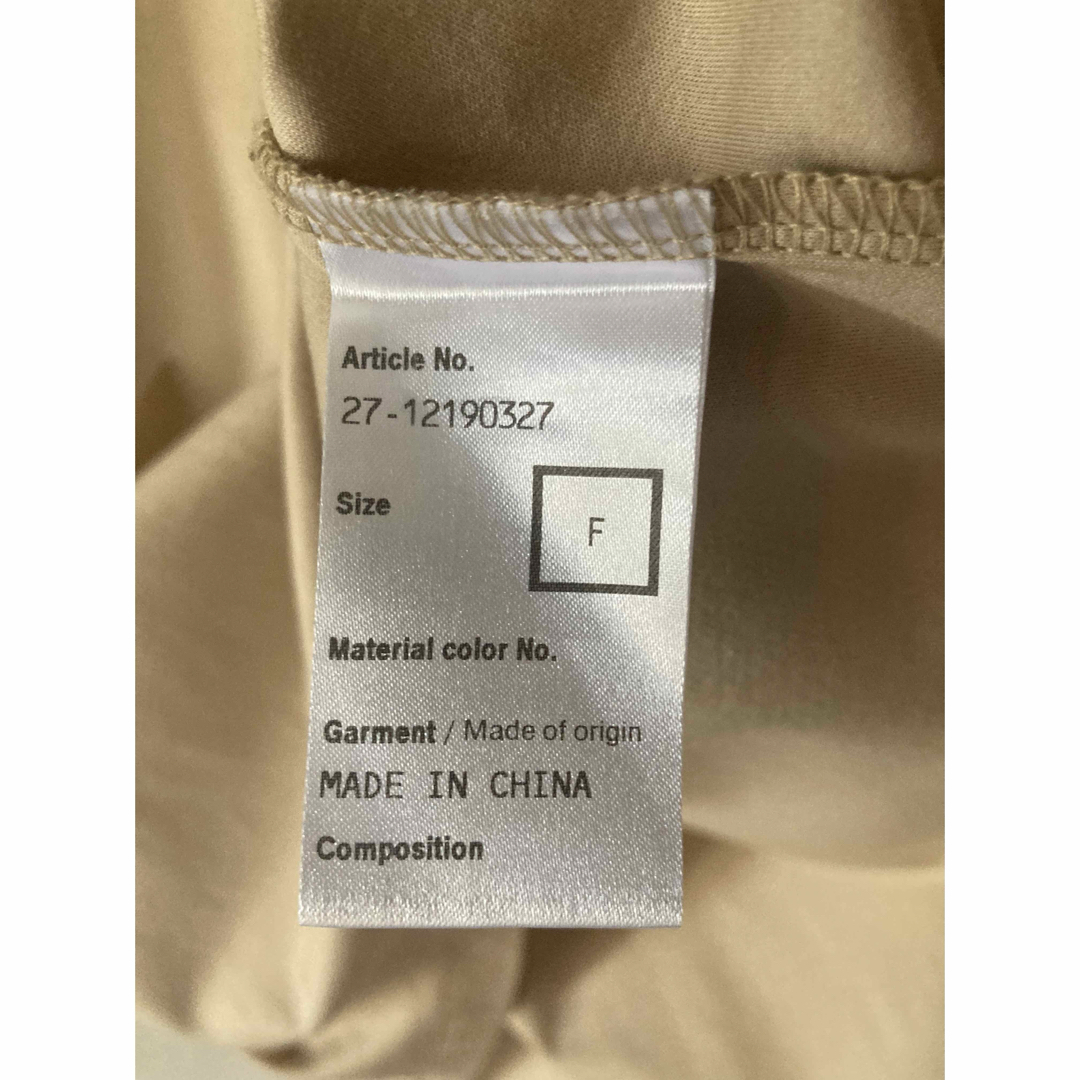 Article No.
27-12190327
Size
F
Material color No.
Garment / Made of origin
MADE IN CHINA
Composition